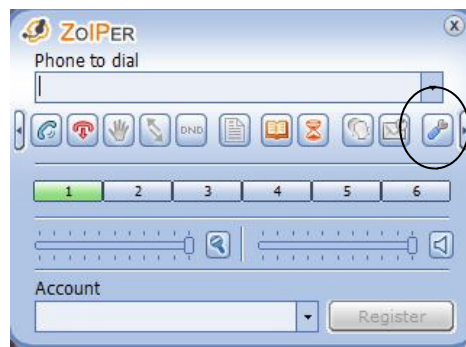 ZOIPER
Phone to dial
DND
1 2 3 4 5 6
Account
Register